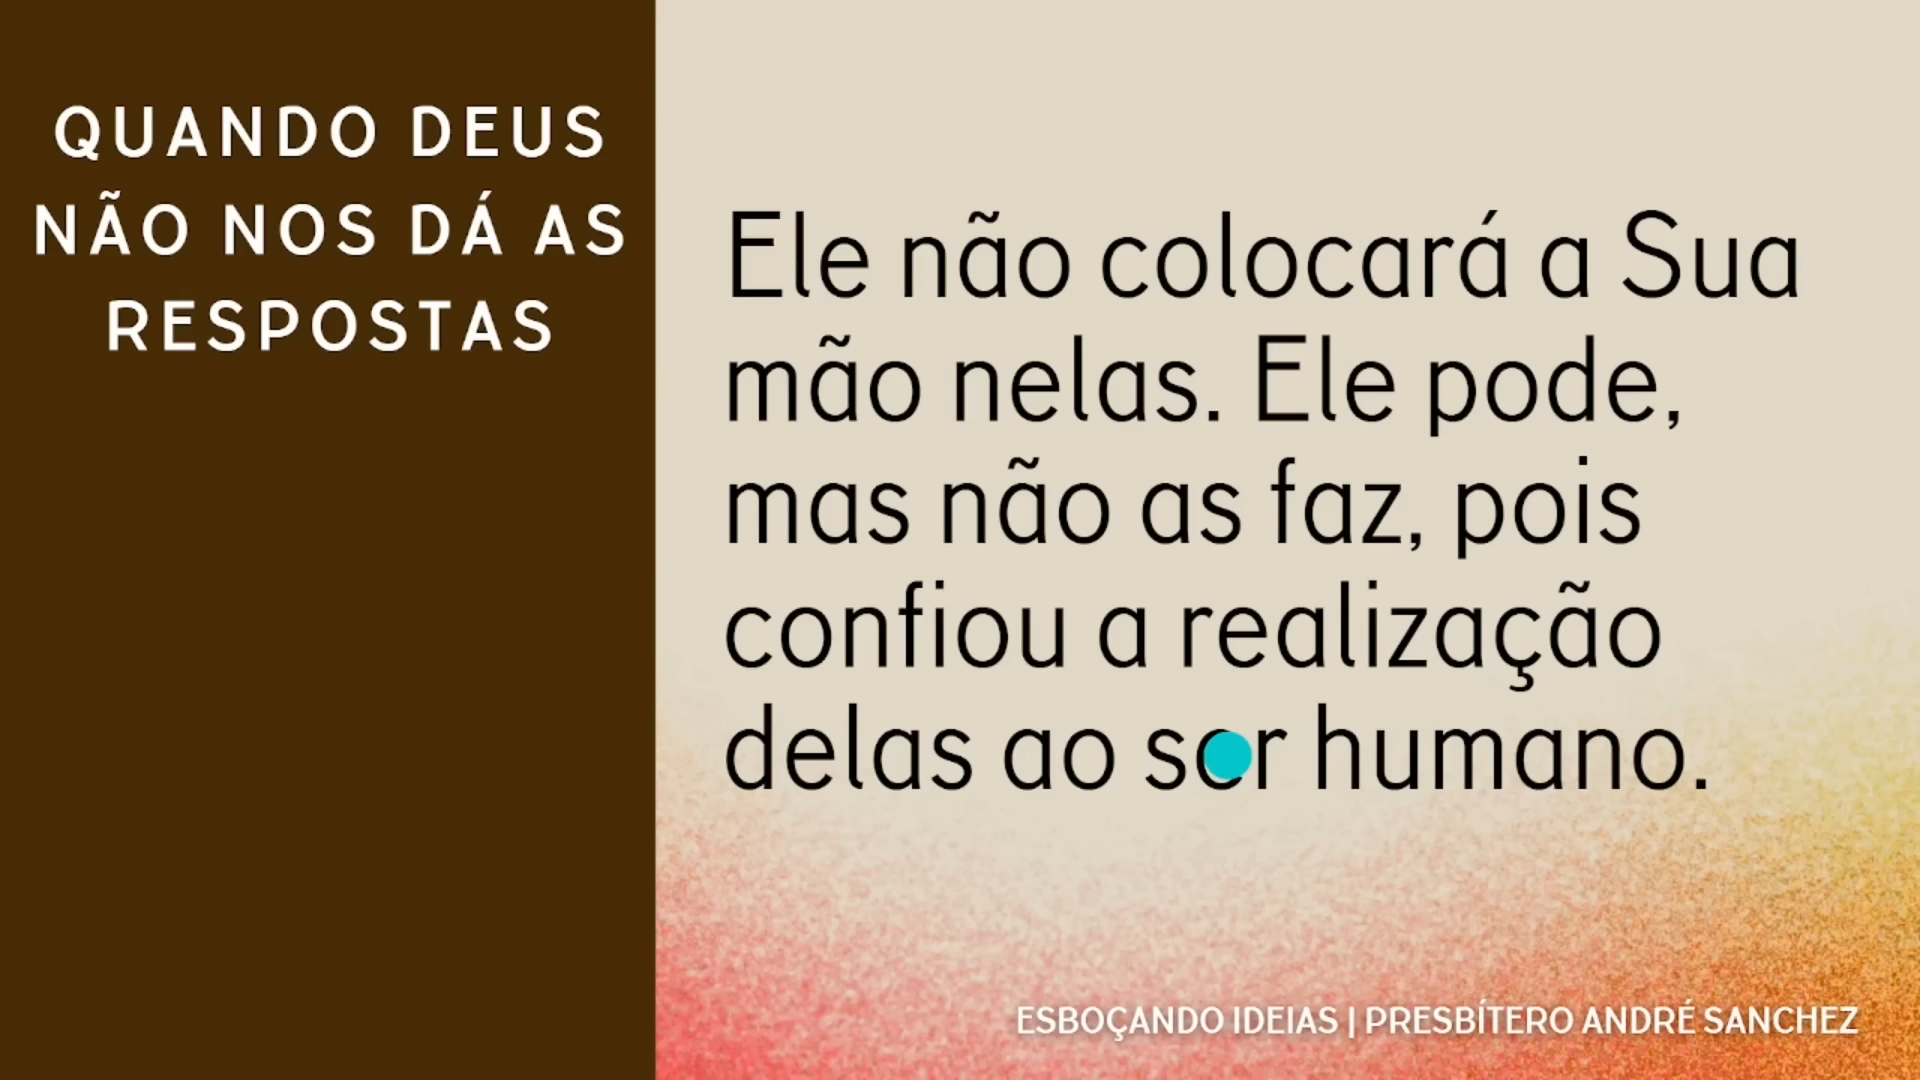 QUANDO DEUS
NÃO NOS DÁ AS
RESPOSTAS
Ele não colocará a Sua
mão nelas. Ele pode,
mas não as faz, pois
confiou a realização
delas ao ser humano.
ESBOÇANDO IDEIAS | PRESBÍTERO ANDRÉ SANCHEZ